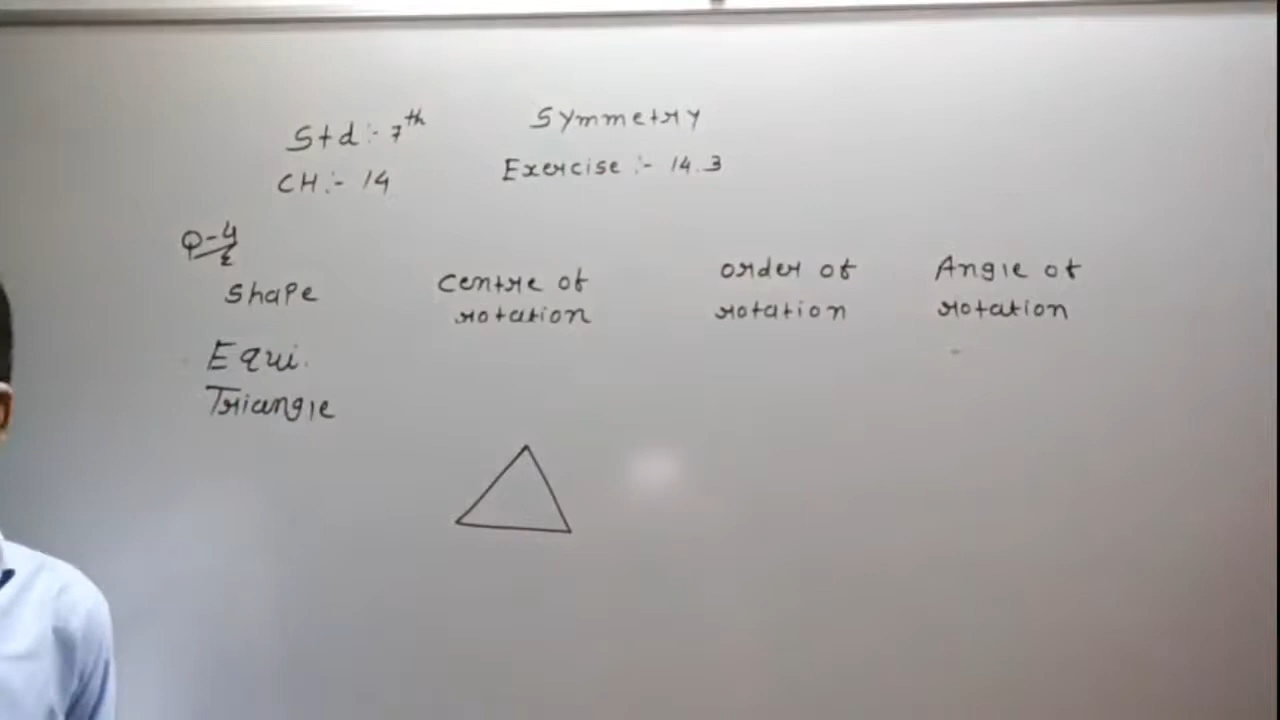 Std :- 7th
Symmetry
CH :- 14
Exercise :- 14.3
Q-4
Shape
Centre of
rotation
order of
rotation
Angle of
rotation
Equi.
Triangle